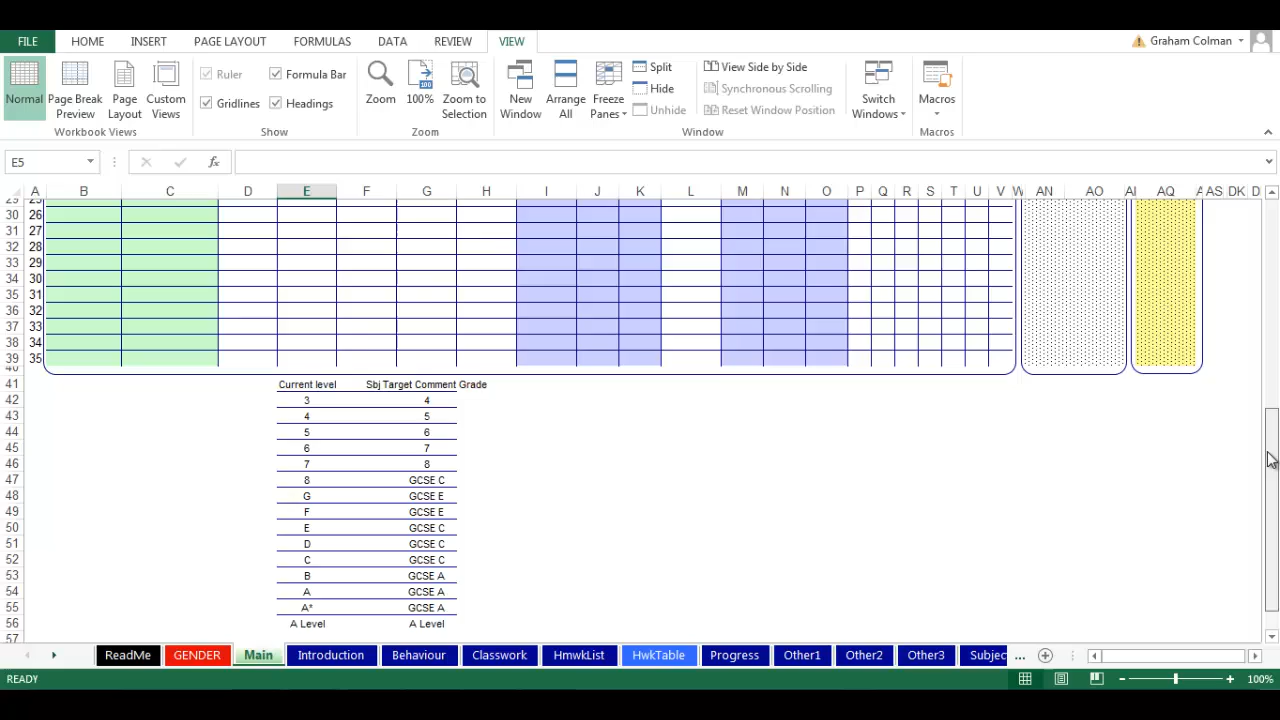 FILE HOME INSERT PAGE LAYOUT FORMULAS DATA REVIEW VIEW Graham Colman
Normal Page Break Preview Page Layout Custom Views
Workbook Views
Ruler Formula Bar
Gridlines Headings
Show
Zoom 100% Zoom to Selection
Zoom
New Window Arrange All Freeze Panes
Split View Side by Side
Hide Synchronous Scrolling
Unhide Reset Window Position
Switch Windows
Window
Macros
Macros
E5 fx
A B C D E F G H I J K L M N O P Q R S T U V W AN AO AQ AS DK D
29 25
30 26
31 27
32 28
33 29
34 30
35 31
36 32
37 33
38 34
39 35
40
41 Current level Sbj Target Comment Grade
42 3 4
43 4 5
44 5 6
45 6 7
46 7 8
47 8 GCSE C
48 G GCSE E
49 F GCSE E
50 E GCSE C
51 D GCSE C
52 C GCSE C
53 B GCSE A
54 A GCSE A
55 A* GCSE A
56 A Level A Level
57
ReadMe GENDER Main Introduction Behaviour Classwork HmwkList HwkTable Progress Other1 Other2 Other3 Subjec ...
READY 100%